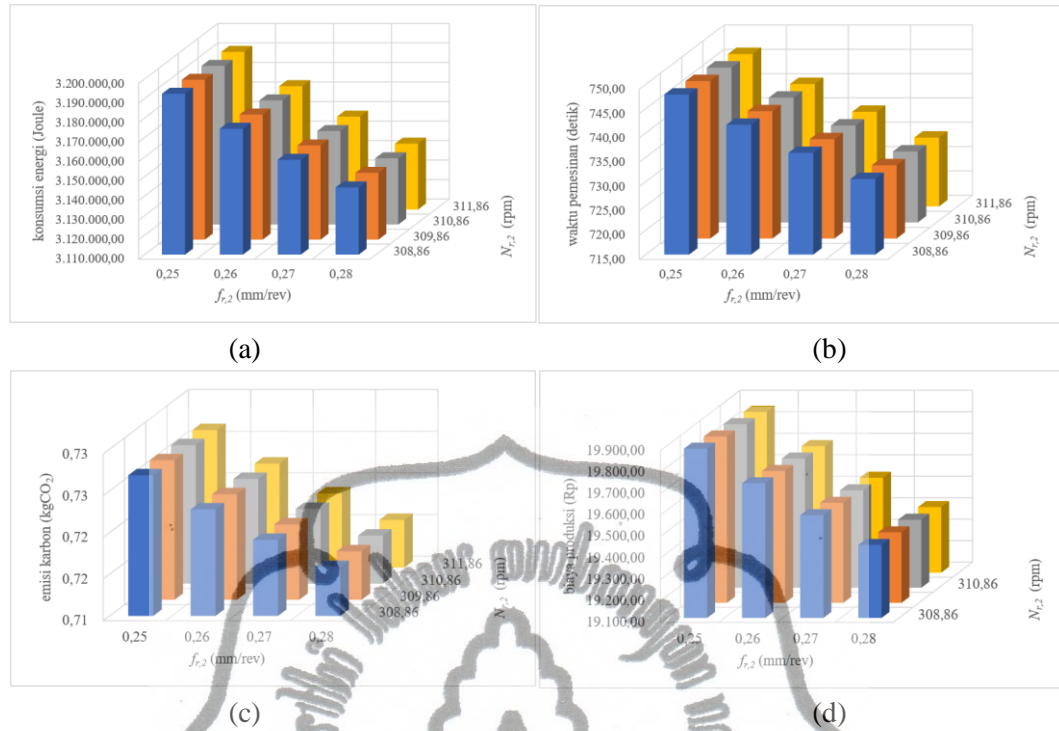 konsumsi energi (Joule)
3.200.000,00
3.190.000,00
3.180.000,00
3.170.000,00
3.160.000,00
3.150.000,00
3.140.000,00
3.130.000,00
3.120.000,00
3.110.000,00
0,25 0,26 0,27 0,28
f_{r,2} (mm/rev)
311,86
310,86
309,86
308,86
N_{r,2} (rpm)
(a)
waktu pemesinan (detik)
750,00
745,00
740,00
735,00
730,00
725,00
720,00
715,00
0,25 0,26 0,27 0,28
f_{r,2} (mm/rev)
311,86
310,86
309,86
308,86
N_{r,2} (rpm)
(b)
emisi karbon (kgCO₂)
0,73
0,73
0,72
0,72
0,71
0,25 0,26 0,27 0,28
f_{r,2} (mm/rev)
311,86
310,86
309,86
308,86
N_{r,2} (rpm)
(c)
biaya produksi (Rp)
19.900,00
19.800,00
19.700,00
19.600,00
19.500,00
19.400,00
19.300,00
19.200,00
19.100,00
0,25 0,26 0,27 0,28
f_{r,2} (mm/rev)
310,86
308,86
N_{r,2} (rpm)
(d)